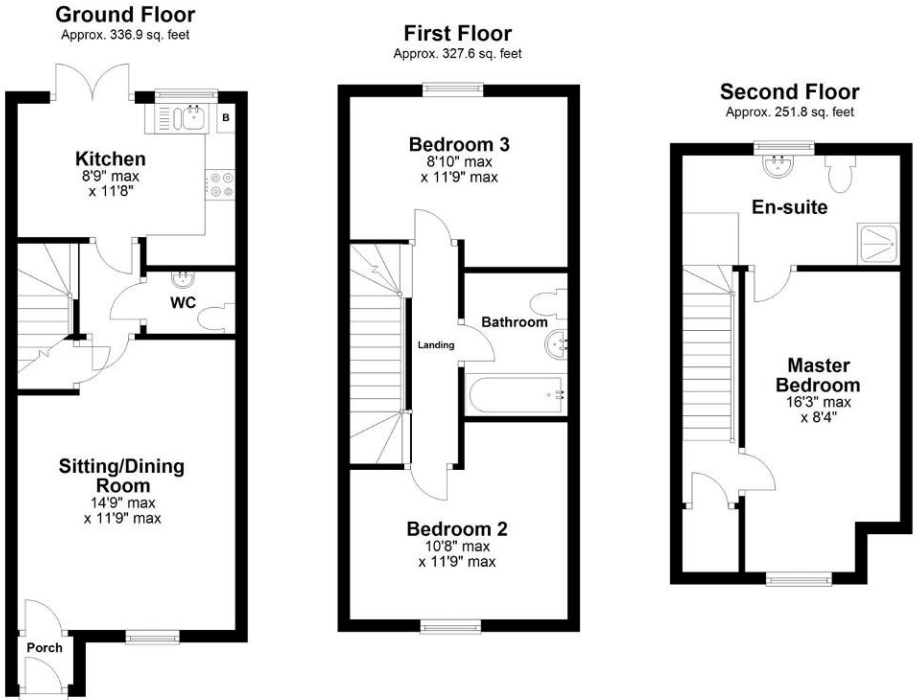 Ground Floor
Approx. 336.9 sq. feet
Kitchen
8'9" max
x 11'8"
B
WC
Sitting/Dining
Room
14'9" max
x 11'9" max
Porch
First Floor
Approx. 327.6 sq. feet
Bedroom 3
8'10" max
x 11'9" max
Landing
Bathroom
Bedroom 2
10'8" max
x 11'9" max
Second Floor
Approx. 251.8 sq. feet
En-suite
Master
Bedroom
16'3" max
x 8'4"